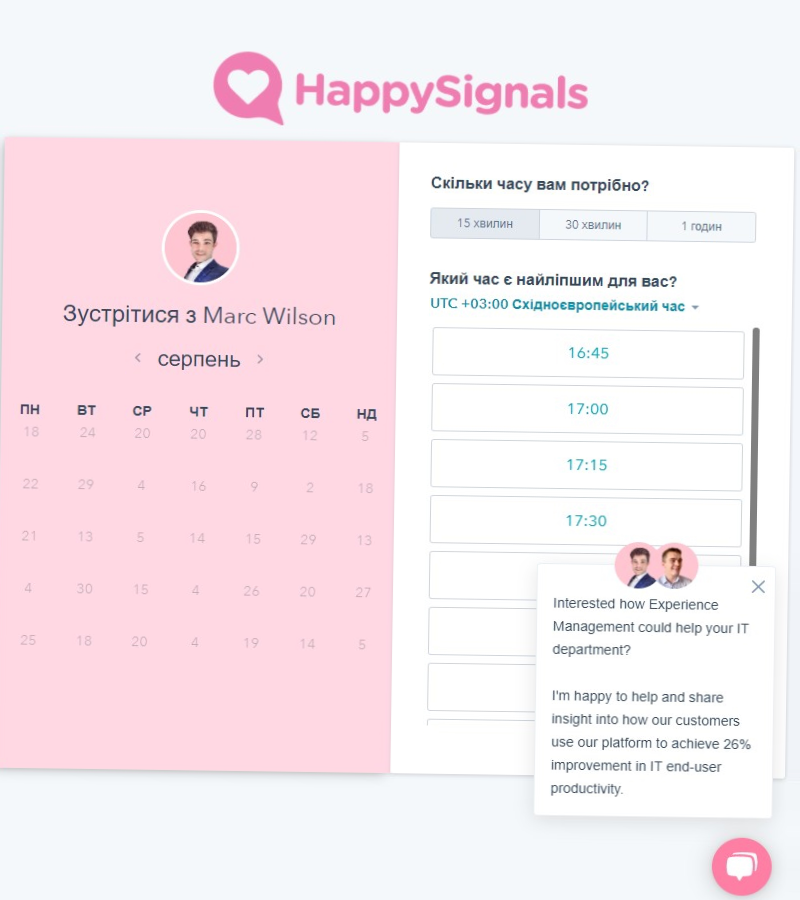 HappySignals
Зустрітися з Marc Wilson
серпень
ПН ВТ СР ЧТ ПТ СБ НД
18 24 20 20 28 12 5
22 29 4 16 9 2 18
21 13 5 14 15 29 13
4 30 15 4 26 20 27
25 18 20 4 19 14 5
Скільки часу вам потрібно?
15 хвилин 30 хвилин 1 годин
Який час є найліпшим для вас?
UTC +03:00 Східноєвропейський час
16:45
17:00
17:15
17:30
Interested how Experience
Management could help your IT
department?
I'm happy to help and share
insight into how our customers
use our platform to achieve 26%
improvement in IT end-user
productivity.